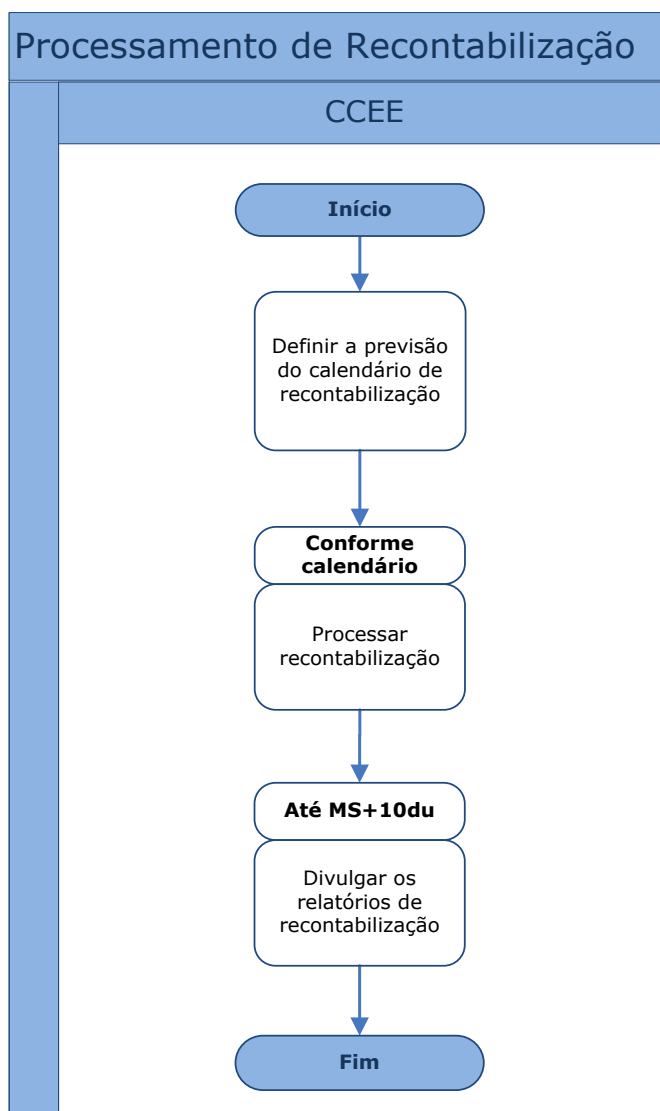 Processamento de Recontabilização
CCEE
Início
Definir a previsão
do calendário de
recontabilização
Conforme
calendário
Processar
recontabilização
Até MS+10du
Divulgar os
relatórios de
recontabilização
Fim